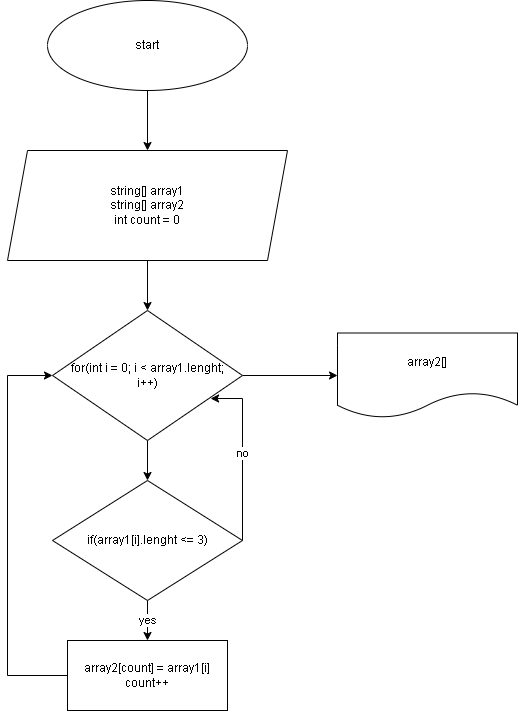 start
string[] array1
string[] array2
int count = 0
for(int i = 0; i < array1.lenght;
i++)
array2[]
no
if(array1[i].lenght <= 3)
yes
array2[count] = array1[i]
count++